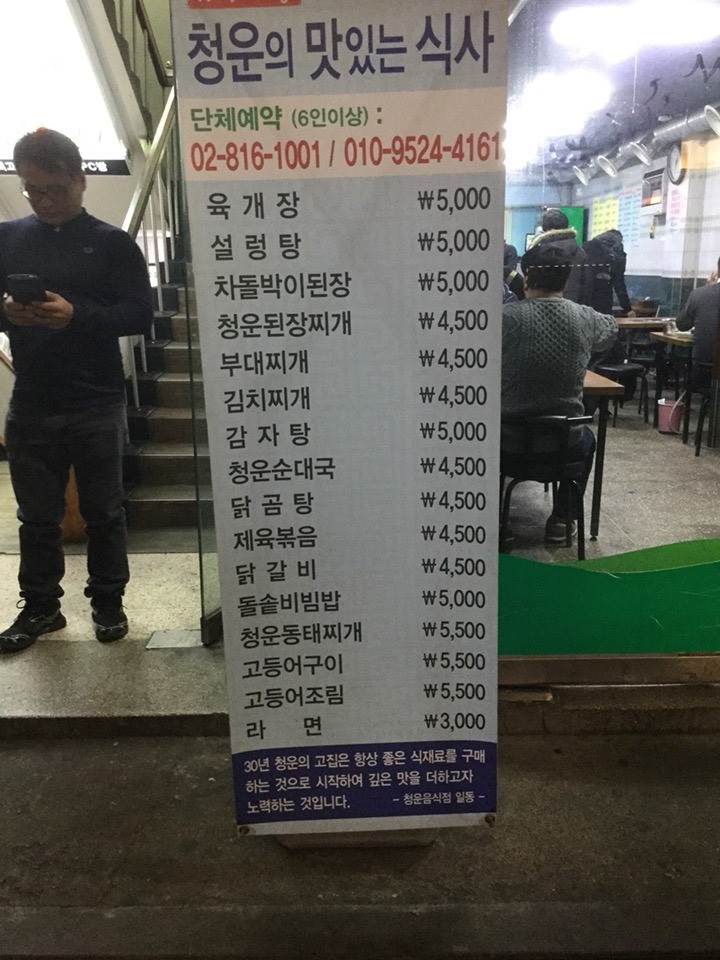 청운의 맛있는 식사
단체예약 (6인이상) :
02-816-1001 / 010-9524-4161
육 개 장 ₩5,000
설 렁 탕 ₩5,000
차돌박이된장 ₩5,000
청운된장찌개 ₩4,500
부대찌개 ₩4,500
김치찌개 ₩4,500
감 자 탕 ₩5,000
청운순대국 ₩4,500
닭 곰 탕 ₩4,500
제육볶음 ₩4,500
닭 갈 비 ₩4,500
돌솥비빔밥 ₩5,000
청운동태찌개 ₩5,500
고등어구이 ₩5,500
고등어조림 ₩5,500
라 면 ₩3,000
30년 청운의 고집은 항상 좋은 식재료를 구매
하는 것으로 시작하여 깊은 맛을 더하고자
노력하는 것입니다. - 청운음식점 일동 -
PC방